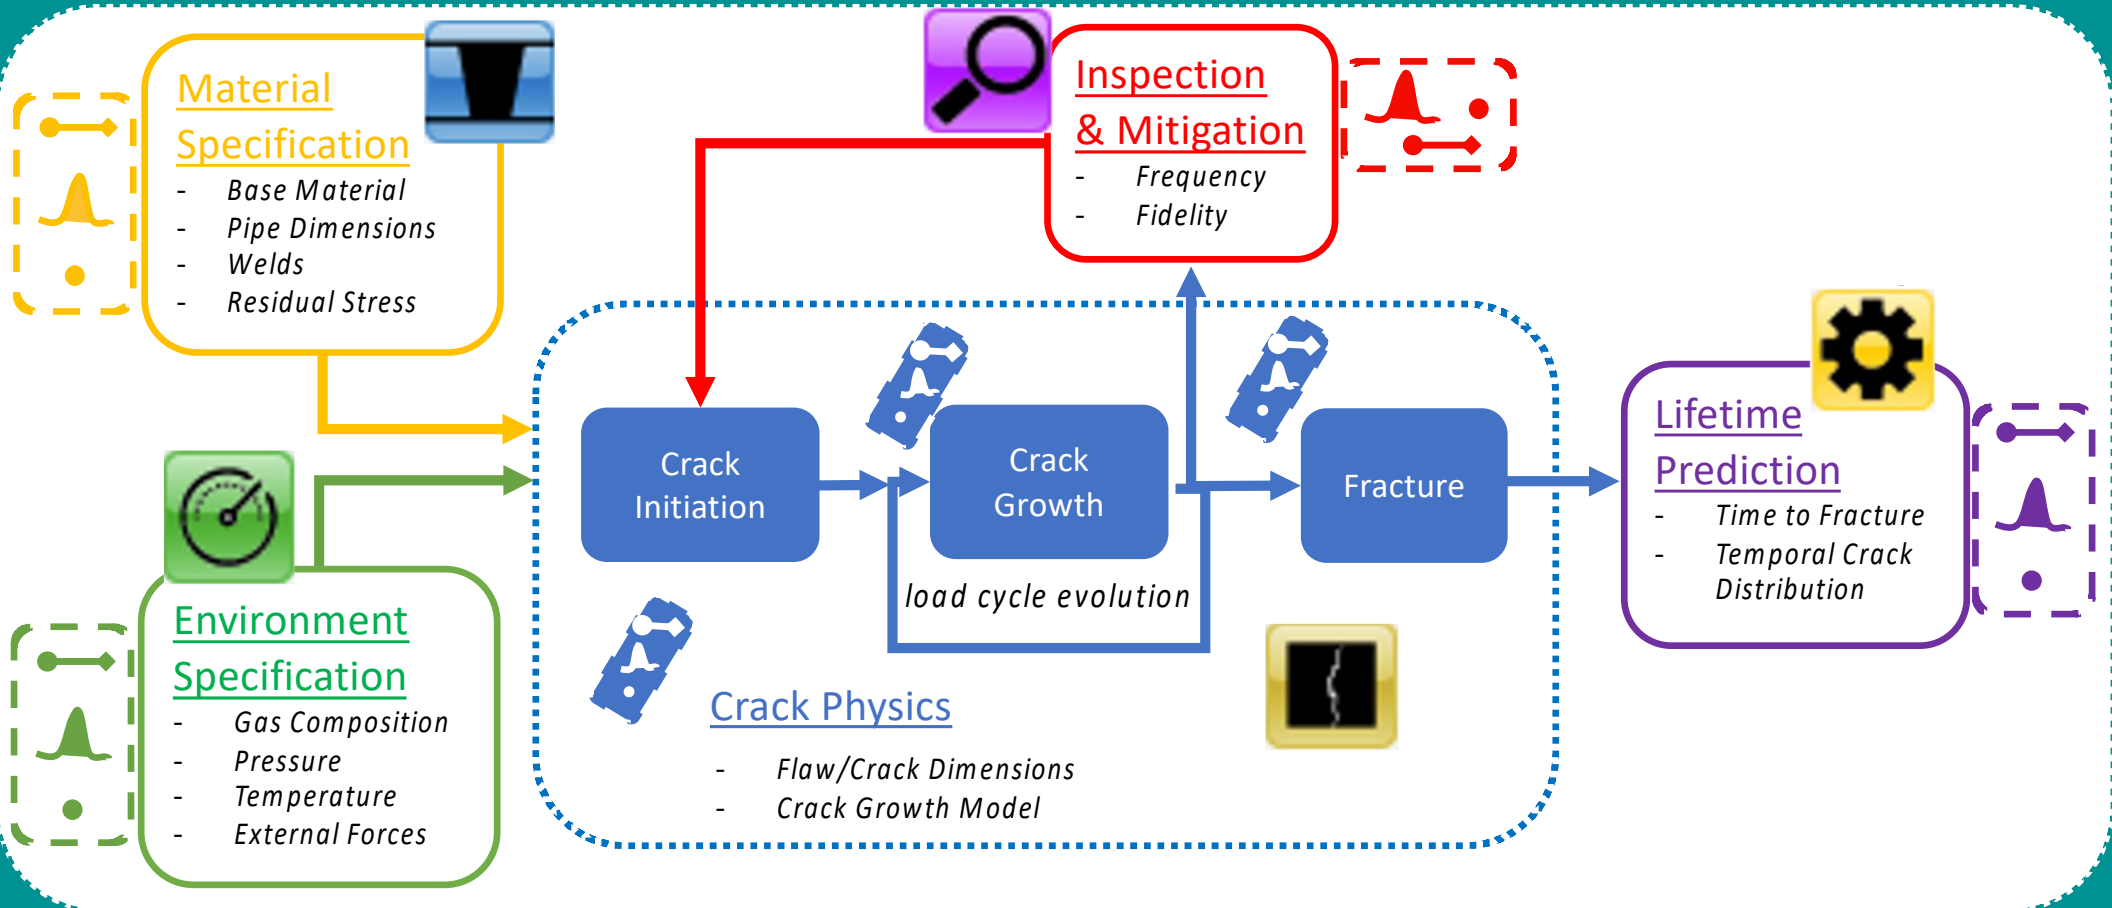 Material
Specification
- Base Material
- Pipe Dimensions
- Welds
- Residual Stress
Inspection
& Mitigation
- Frequency
- Fidelity
Environment
Specification
- Gas Composition
- Pressure
- Temperature
- External Forces
Crack
Initiation
Crack
Growth
Fracture
load cycle evolution
Crack Physics
- Flaw/Crack Dimensions
- Crack Growth Model
Lifetime
Prediction
- Time to Fracture
- Temporal Crack
Distribution